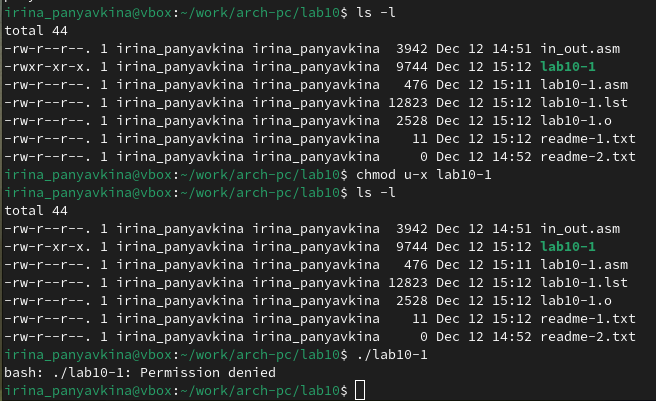 irina_panyavkina@vbox:~/work/arch-pc/lab10$ ls -l
total 44
-rw-r--r--. 1 irina_panyavkina irina_panyavkina  3942 Dec 12 14:51 in_out.asm
-rwxr-xr-x. 1 irina_panyavkina irina_panyavkina  9744 Dec 12 15:12 lab10-1
-rw-r--r--. 1 irina_panyavkina irina_panyavkina   476 Dec 12 15:11 lab10-1.asm
-rw-r--r--. 1 irina_panyavkina irina_panyavkina 12823 Dec 12 15:12 lab10-1.lst
-rw-r--r--. 1 irina_panyavkina irina_panyavkina  2528 Dec 12 15:12 lab10-1.o
-rw-r--r--. 1 irina_panyavkina irina_panyavkina    11 Dec 12 15:12 readme-1.txt
-rw-r--r--. 1 irina_panyavkina irina_panyavkina     0 Dec 12 14:52 readme-2.txt
irina_panyavkina@vbox:~/work/arch-pc/lab10$ chmod u-x lab10-1
irina_panyavkina@vbox:~/work/arch-pc/lab10$ ls -l
total 44
-rw-r--r--. 1 irina_panyavkina irina_panyavkina  3942 Dec 12 14:51 in_out.asm
-rw-r-xr-x. 1 irina_panyavkina irina_panyavkina  9744 Dec 12 15:12 lab10-1
-rw-r--r--. 1 irina_panyavkina irina_panyavkina   476 Dec 12 15:11 lab10-1.asm
-rw-r--r--. 1 irina_panyavkina irina_panyavkina 12823 Dec 12 15:12 lab10-1.lst
-rw-r--r--. 1 irina_panyavkina irina_panyavkina  2528 Dec 12 15:12 lab10-1.o
-rw-r--r--. 1 irina_panyavkina irina_panyavkina    11 Dec 12 15:12 readme-1.txt
-rw-r--r--. 1 irina_panyavkina irina_panyavkina     0 Dec 12 14:52 readme-2.txt
irina_panyavkina@vbox:~/work/arch-pc/lab10$ ./lab10-1
bash: ./lab10-1: Permission denied
irina_panyavkina@vbox:~/work/arch-pc/lab10$